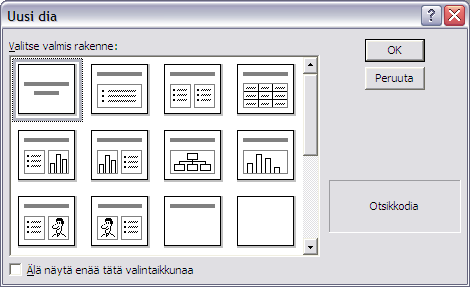 Uusi dia
Valitse valmis rakenne:
OK
Peruuta
Otsikkodia
Älä näytä enää tätä valintaikkunaa